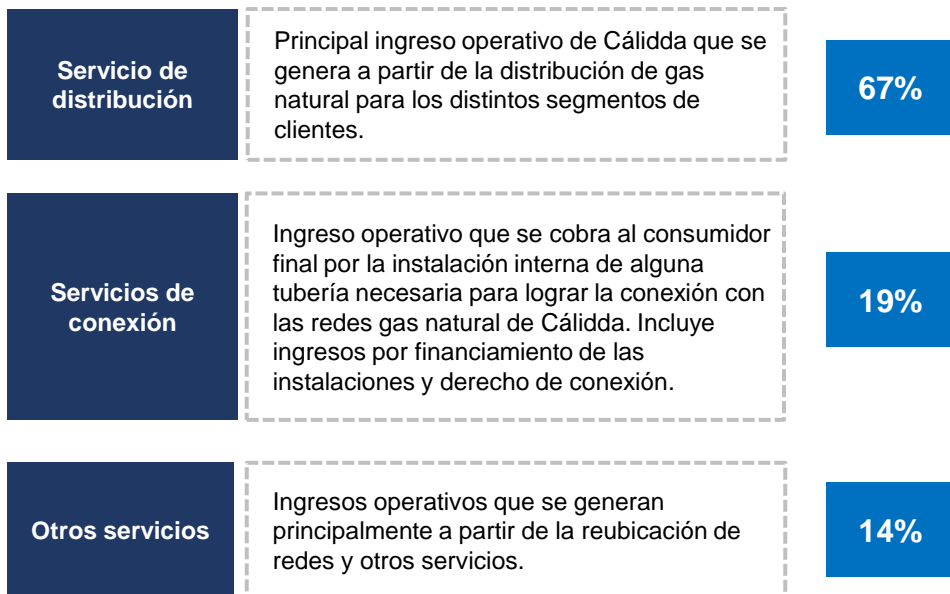 Servicio de
distribución
Principal ingreso operativo de Cálidda que se
genera a partir de la distribución de gas
natural para los distintos segmentos de
clientes.
67%
Servicios de
conexión
Ingreso operativo que se cobra al consumidor
final por la instalación interna de alguna
tubería necesaria para lograr la conexión con
las redes gas natural de Cálidda. Incluye
ingresos por financiamiento de las
instalaciones y derecho de conexión.
19%
Otros servicios
Ingresos operativos que se generan
principalmente a partir de la reubicación de
redes y otros servicios.
14%